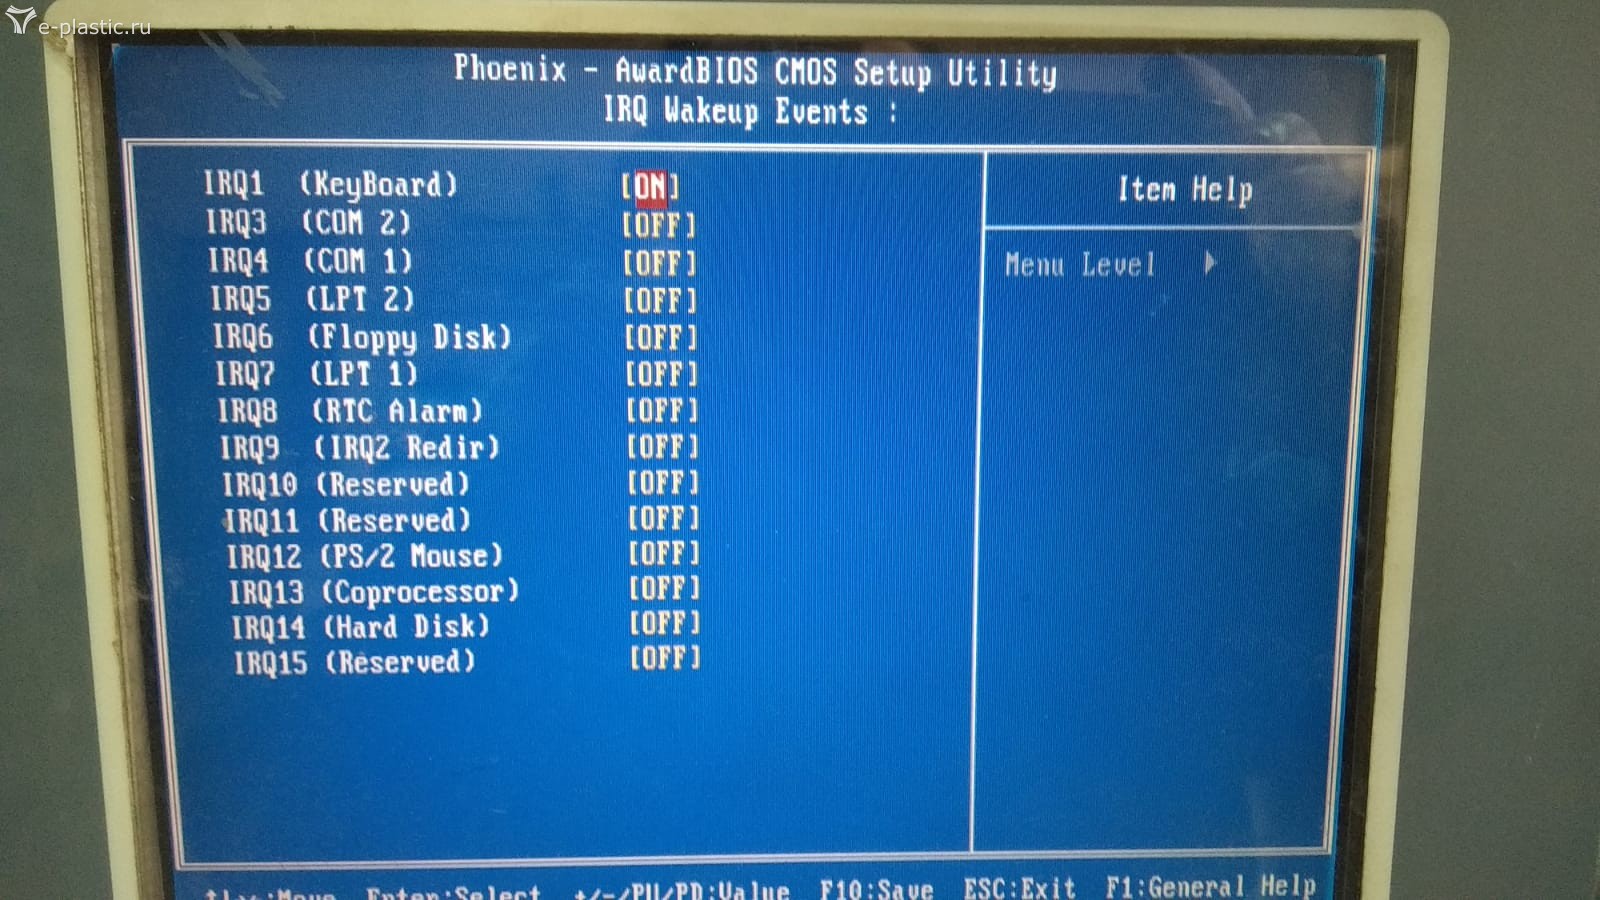 e-plastic.ru
Phoenix - AwardBIOS CMOS Setup Utility
IRQ Wakeup Events :
IRQ1 (KeyBoard) [ON]
IRQ3 (COM 2) [OFF]
IRQ4 (COM 1) [OFF]
IRQ5 (LPT 2) [OFF]
IRQ6 (Floppy Disk) [OFF]
IRQ7 (LPT 1) [OFF]
IRQ8 (RTC Alarm) [OFF]
IRQ9 (IRQ2 Redir) [OFF]
IRQ10 (Reserved) [OFF]
IRQ11 (Reserved) [OFF]
IRQ12 (PS/2 Mouse) [OFF]
IRQ13 (Coprocessor) [OFF]
IRQ14 (Hard Disk) [OFF]
IRQ15 (Reserved) [OFF]
Item Help
Menu Level ▶
↑↓→←:Move Enter:Select +/-/PU/PD:Value F10:Save ESC:Exit F1:General Help